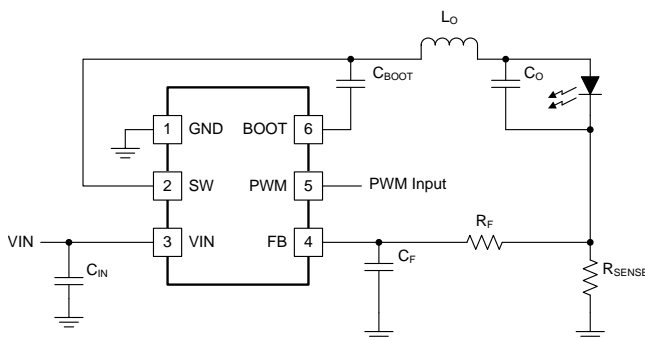 LO
CBOOT
CO
1 GND BOOT 6
2 SW PWM 5 PWM Input
VIN 3 VIN FB 4
RF
CF
CIN
RSENSE